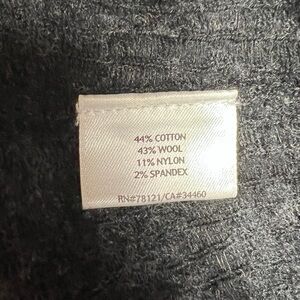 44% COTTON
43% WOOL
11% NYLON
2% SPANDEX
RN#78121/CA#34460